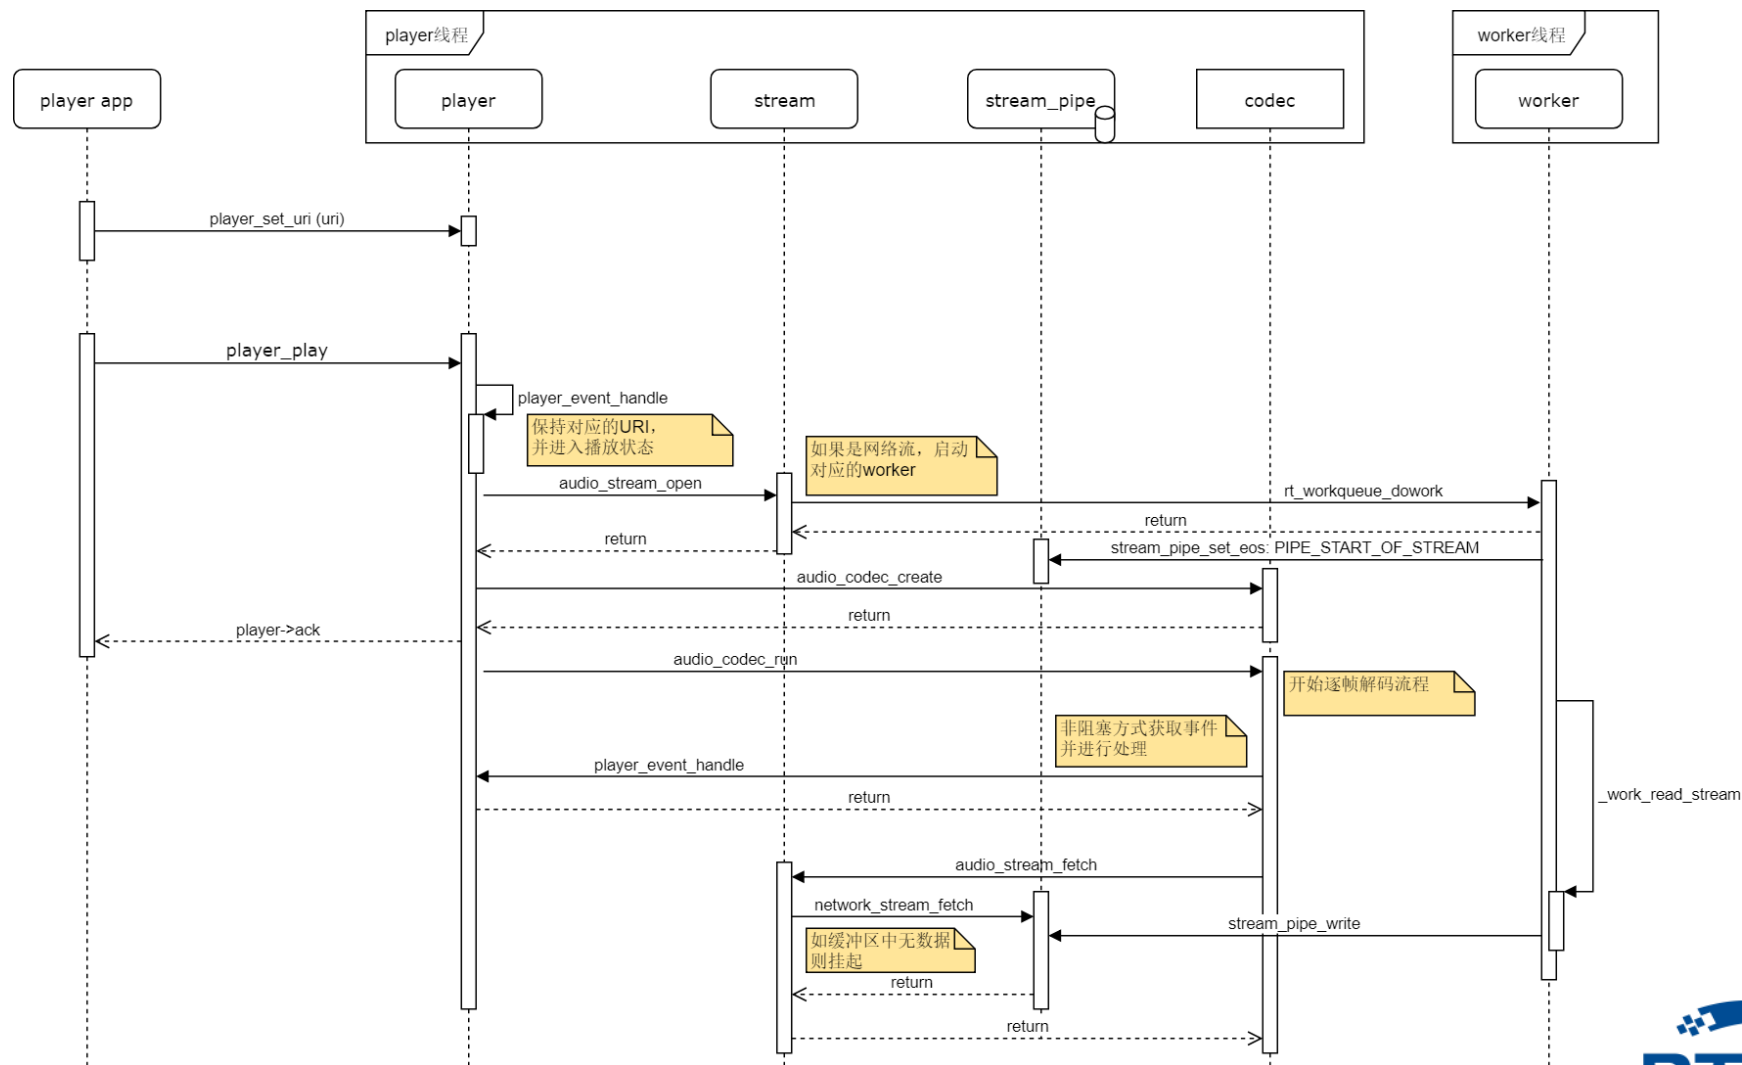 player线程
worker线程
player app
player
stream
stream_pipe
codec
worker
player_set_uri (uri)
player_play
player_event_handle
保持对应的URI，
并进入播放状态
如果是网络流，启动
对应的worker
audio_stream_open
rt_workqueue_dowork
return
return
stream_pipe_set_eos: PIPE_START_OF_STREAM
audio_codec_create
return
player->ack
audio_codec_run
开始逐帧解码流程
非阻塞方式获取事件
并进行处理
player_event_handle
return
_work_read_stream
audio_stream_fetch
network_stream_fetch
stream_pipe_write
如缓冲区中无数据
则挂起
return
return